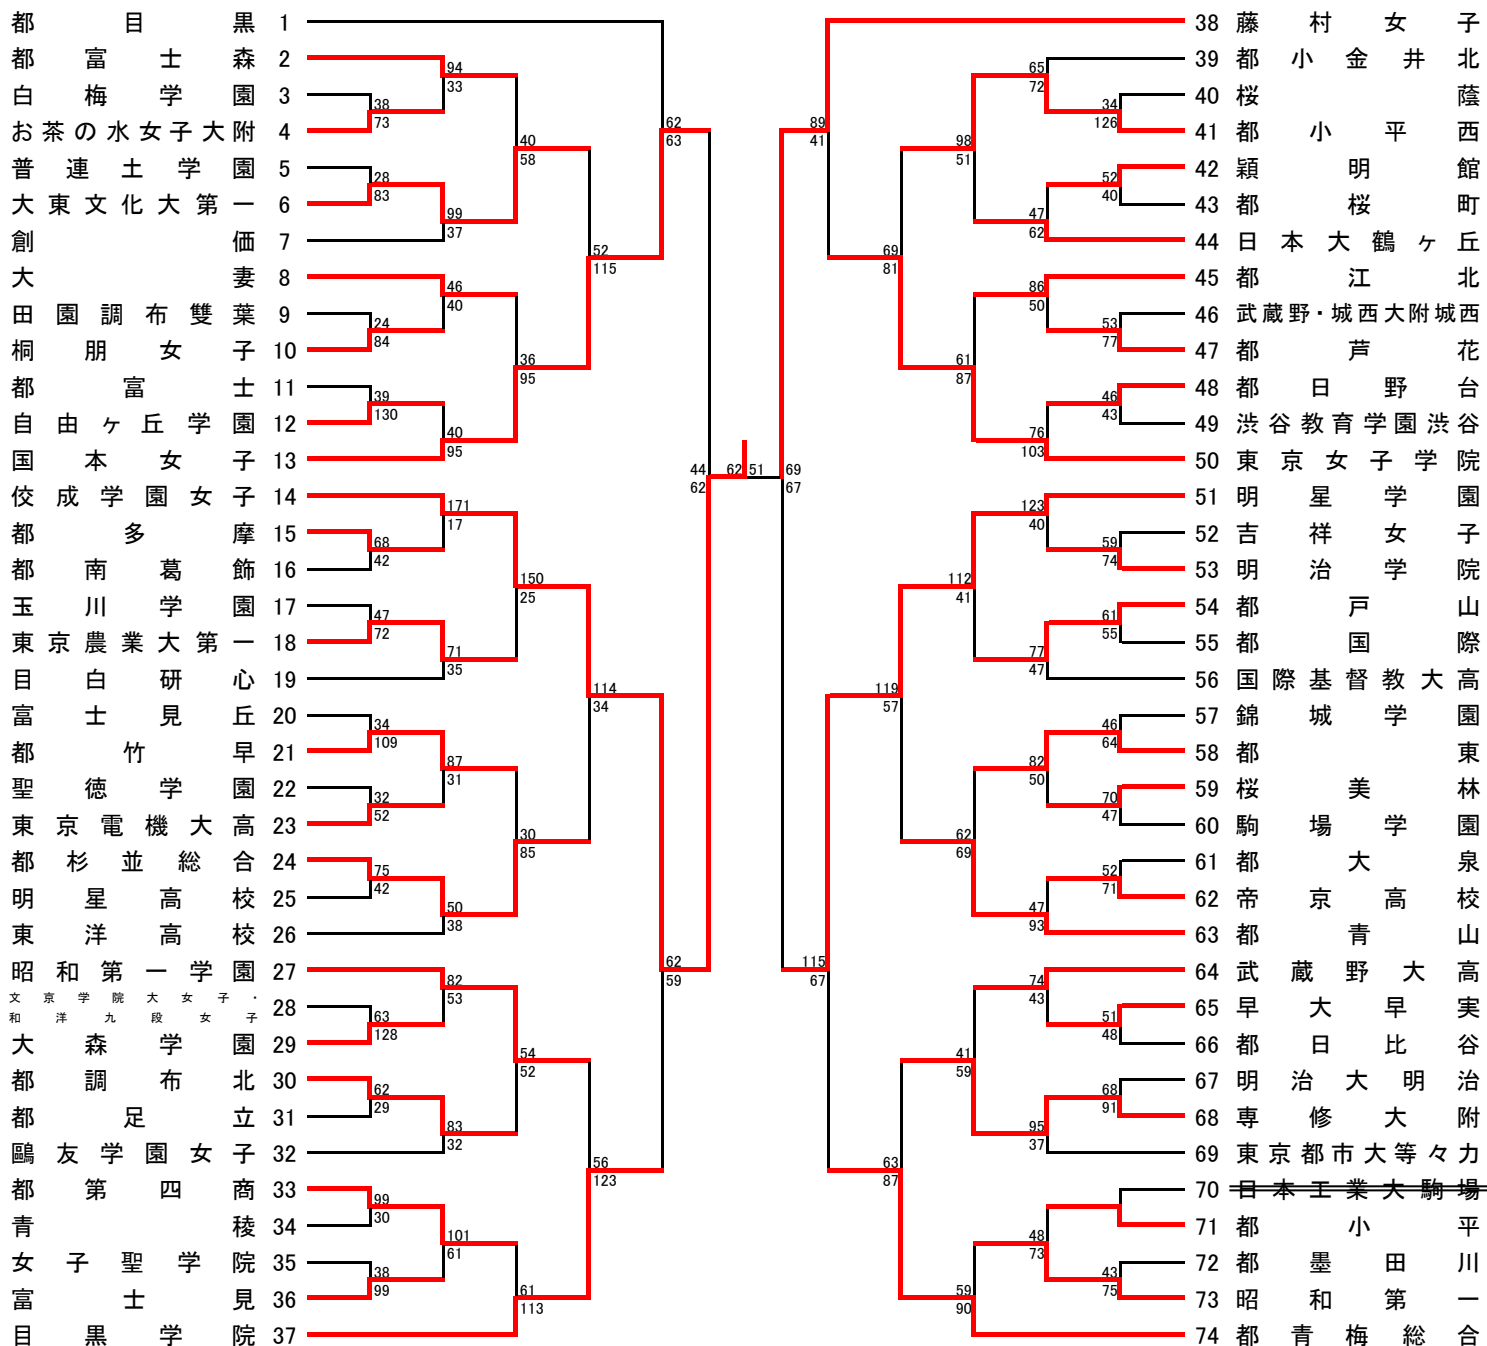 都目黒 1
都富士森 2
白梅学園 3
お茶の水女子大附 4
普連土学園 5
大東文化大第一 6
創価 7
大妻 8
田園調布雙葉 9
桐朋女子 10
都富士 11
自由ヶ丘学園 12
国本女子 13
佼成学園女子 14
都多摩 15
都南葛飾 16
玉川学園 17
東京農業大第一 18
目白研心 19
富士見丘 20
都竹早 21
聖徳学園 22
東京電機大高 23
都杉並総合 24
明星高校 25
東洋高校 26
昭和第一学園 27
文京学院大女子・
和洋九段女子 28
大森学園 29
都調布北 30
都足立 31
鷗友学園女子 32
都第四商 33
青稜 34
女子聖学院 35
富士見 36
目黒学院 37
94
33
38
73
28
83
99
37
40
58
46
40
24
84
39
130
40
95
36
95
52
115
62
63
171
17
68
42
47
72
71
35
150
25
34
109
32
52
87
31
75
42
50
38
30
85
114
34
82
53
63
128
62
29
83
32
54
52
99
30
38
99
101
61
61
113
56
123
62
59
44
62
62 51
69
67
89
41
65
72
34
126
52
40
47
62
98
51
86
50
53
77
46
43
76
103
61
87
69
81
123
40
59
74
61
55
77
47
112
41
46
64
70
47
82
50
52
71
47
93
62
69
119
57
74
43
51
48
68
91
95
37
41
59
48
73
43
75
59
90
63
87
115
67
38 藤村女子
39 都小金井北
40 桜蔭
41 都小平西
42 穎明館
43 都桜町
44 日本大鶴ヶ丘
45 都江北
46 武蔵野・城西大附城西
47 都芦花
48 都日野台
49 渋谷教育学園渋谷
50 東京女子学院
51 明星学園
52 吉祥女子
53 明治学院
54 都戸山
55 都国際
56 国際基督教大高
57 錦城学園
58 都東
59 桜美林
60 駒場学園
61 都大泉
62 帝京高校
63 都青山
64 武蔵野大高
65 早大早実
66 都日比谷
67 明治大明治
68 専修大附
69 東京都市大等々力
70 日本工業大駒場
71 都小平
72 都墨田川
73 昭和第一
74 都青梅総合